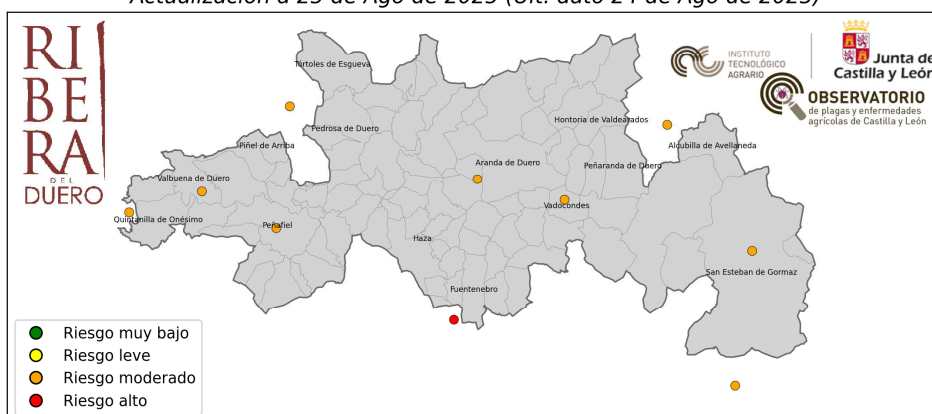 Actualización a 25 de Ago de 2025 (Ult. dato 24 de Ago de 2025)
RI
BE
RA
DEL
DUERO
INSTITUTO
TECNOLÓGICO
AGRARIO
Junta de
Castilla y León
OBSERVATORIO
de plagas y enfermedades
agrícolas de Castilla y León
Tórtoles de Esgueva
Hontoria de Valdearados
Pedrosa de Duero
Piñel de Arriba
Alcubilla de Avellaneda
Aranda de Duero
Peñaranda de Duero
Valbuena de Duero
Vadocondes
Quintanilla de Onésimo
Peñafiel
Haza
San Esteban de Gormaz
Fuentenebro
Riesgo muy bajo
Riesgo leve
Riesgo moderado
Riesgo alto